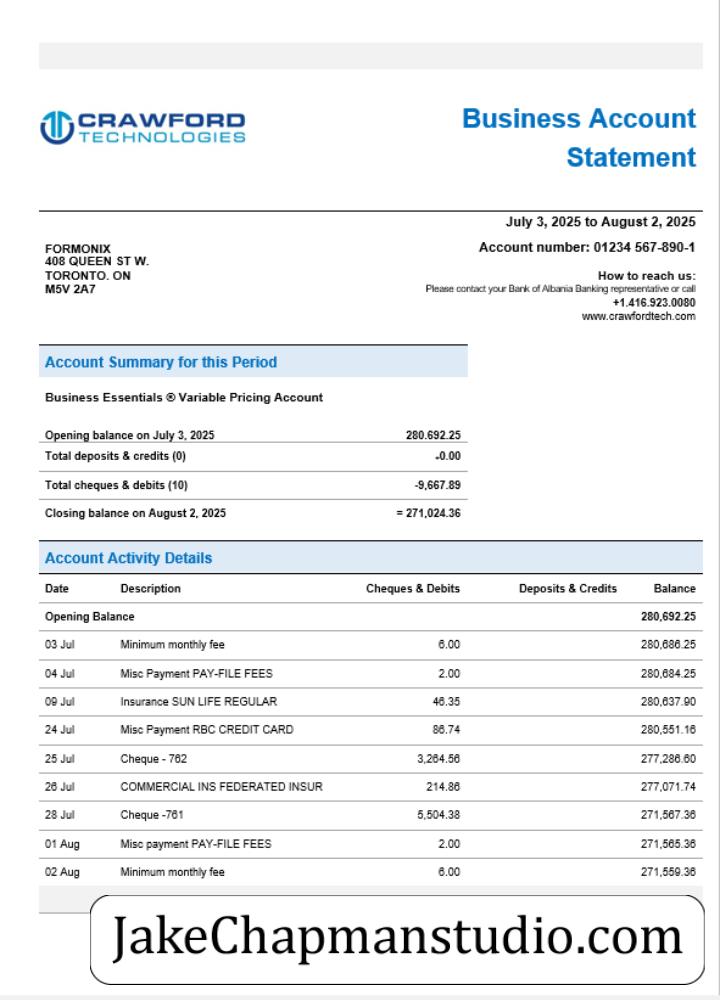 CRAWFORD
TECHNOLOGIES
Business Account
Statement
July 3, 2025 to August 2, 2025
Account number: 01234 567-890-1
FORMONIX
408 QUEEN ST W.
TORONTO. ON
M5V 2A7
How to reach us:
Please contact your Bank of Albania Banking representative or call
+1.416.923.0080
www.crawfordtech.com
Account Summary for this Period
Business Essentials ® Variable Pricing Account
Opening balance on July 3, 2025 280.692.25
Total deposits & credits (0) -0.00
Total cheques & debits (10) -9,667.89
Closing balance on August 2, 2025 = 271,024.36
Account Activity Details
Date Description Cheques & Debits Deposits & Credits Balance
Opening Balance 280,692.25
03 Jul Minimum monthly fee 6.00 280,686.25
04 Jul Misc Payment PAY-FILE FEES 2.00 280,684.25
09 Jul Insurance SUN LIFE REGULAR 46.35 280,637.90
24 Jul Misc Payment RBC CREDIT CARD 86.74 280,551.16
25 Jul Cheque - 762 3,264.56 277,286.60
26 Jul COMMERCIAL INS FEDERATED INSUR 214.86 277,071.74
28 Jul Cheque -761 5,504.38 271,567.36
01 Aug Misc payment PAY-FILE FEES 2.00 271,565.36
02 Aug Minimum monthly fee 6.00 271,559.36
JakeChapmanstudio.com